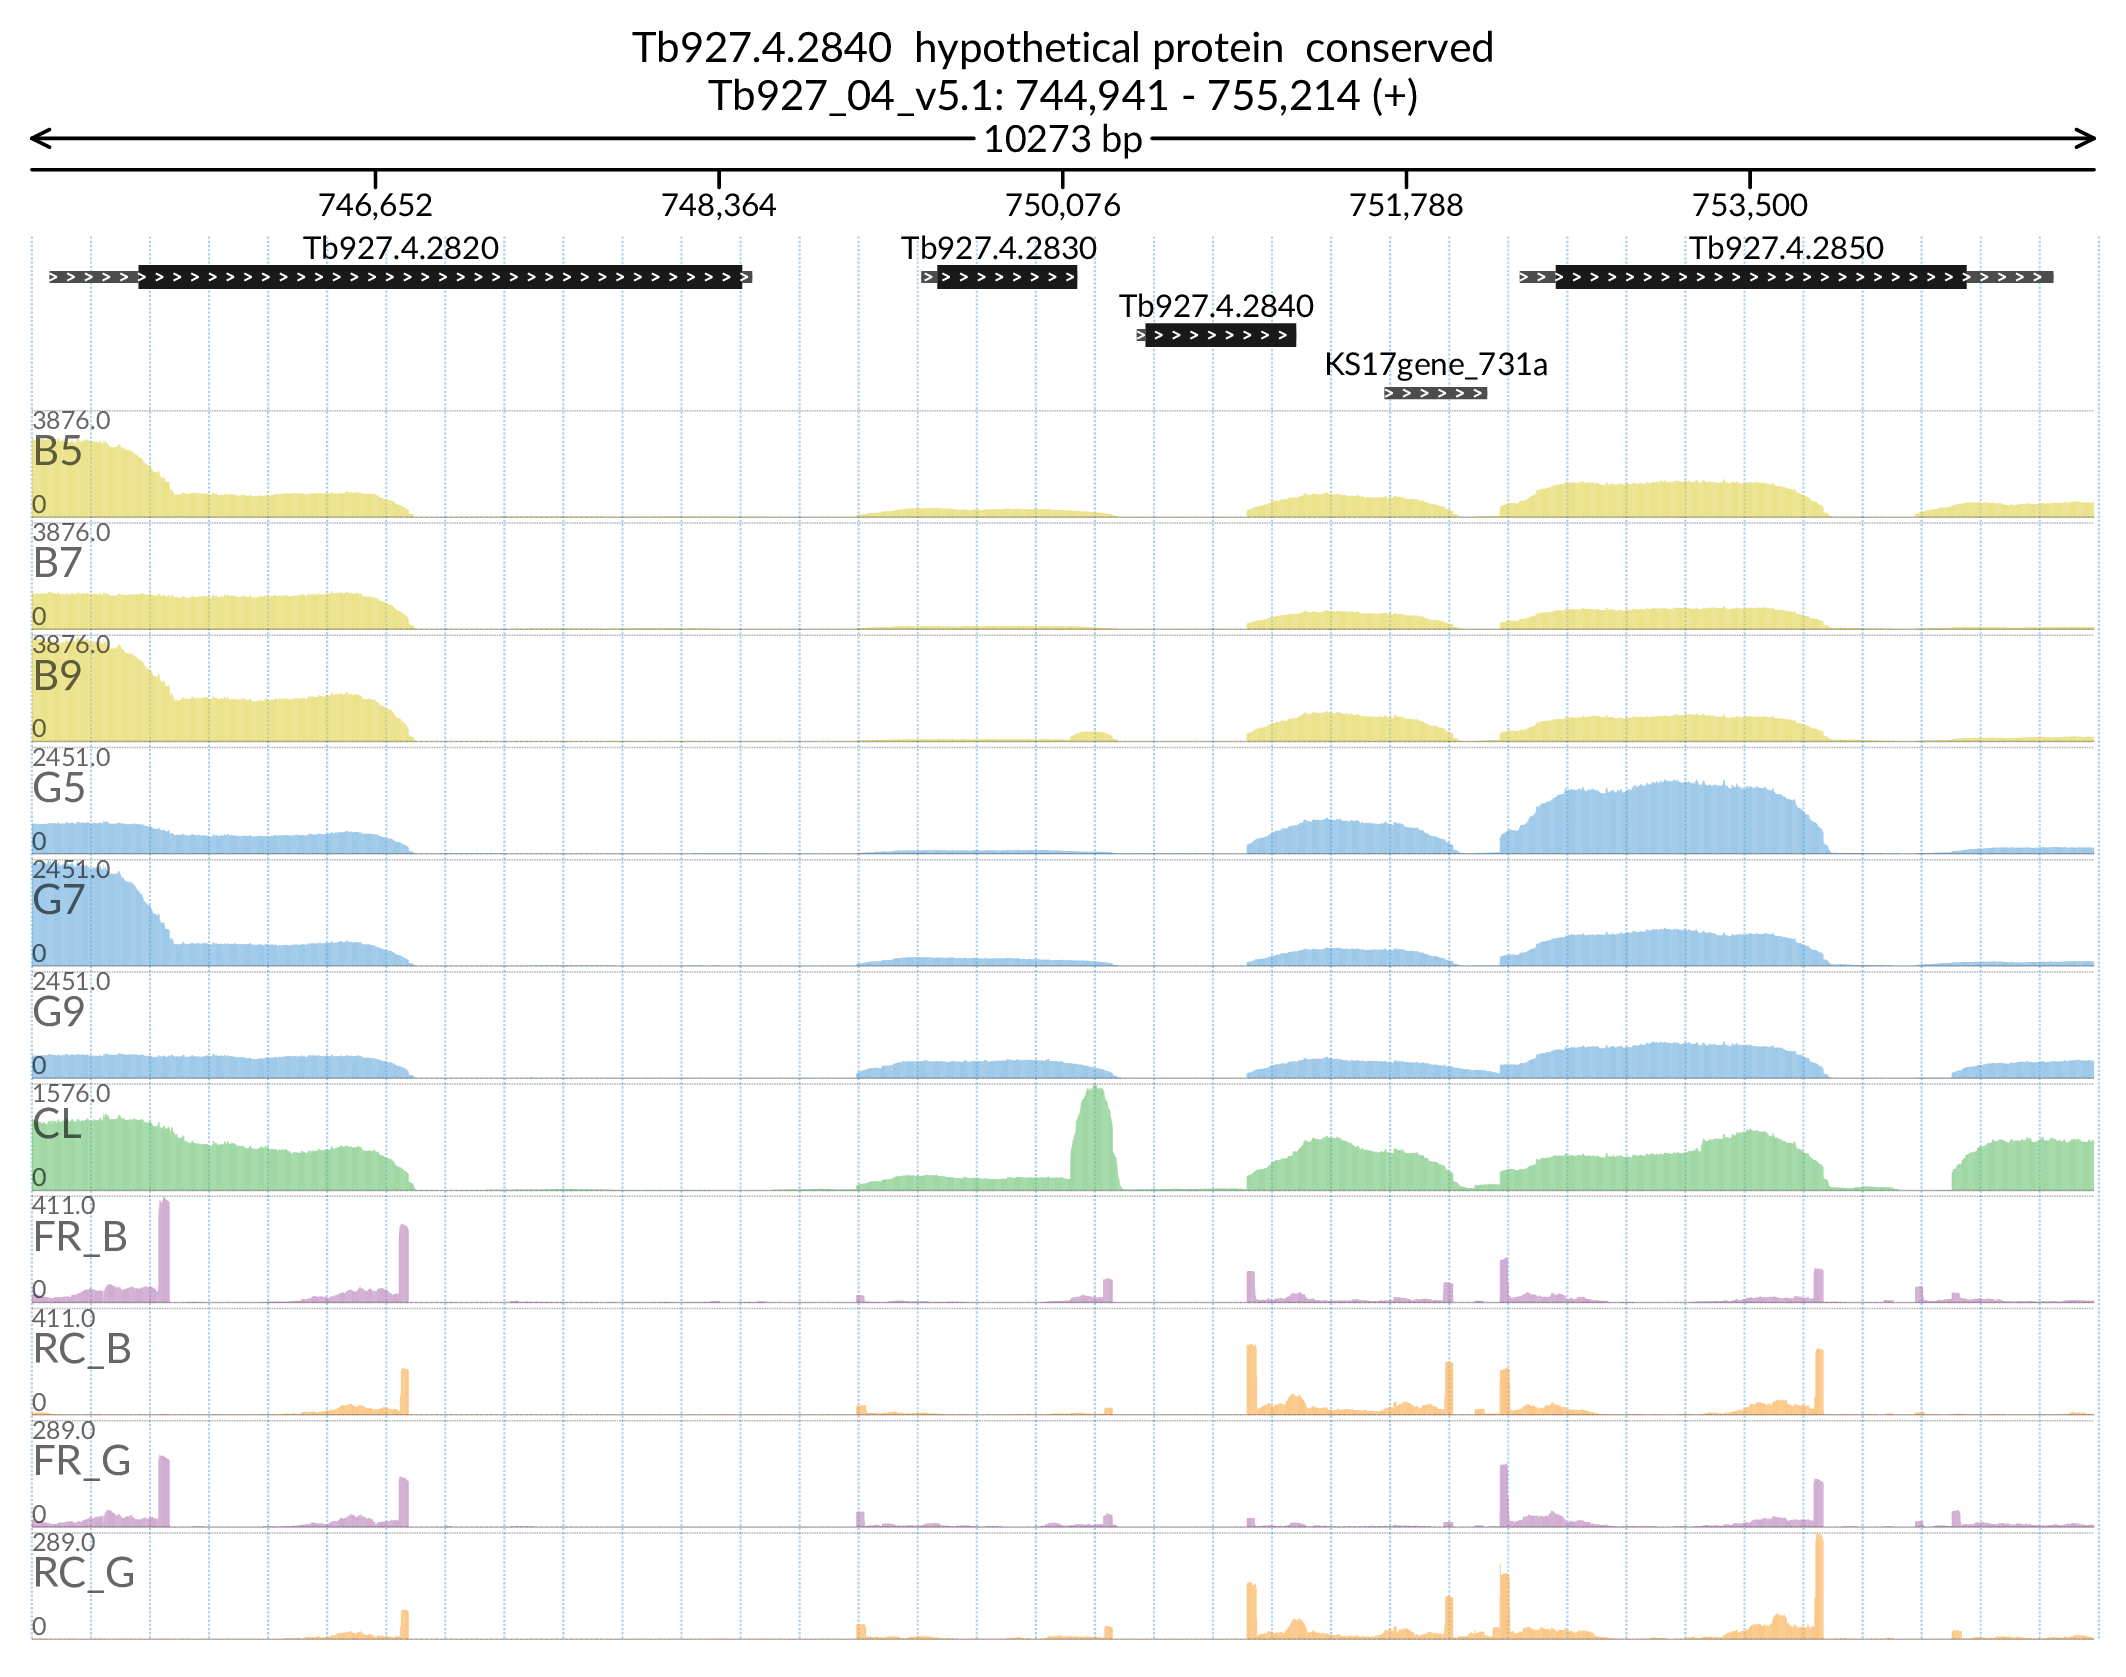 Tb927.4.2840  hypothetical protein  conserved
Tb927_04_v5.1: 744,941 - 755,214 (+)
10273 bp
746,652 748,364 750,076 751,788 753,500
Tb927.4.2820 Tb927.4.2830 Tb927.4.2850
Tb927.4.2840
KS17gene_731a
3876.0
B5
0
3876.0
B7
0
3876.0
B9
0
2451.0
G5
0
2451.0
G7
0
2451.0
G9
0
1576.0
CL
0
411.0
FR_B
0
411.0
RC_B
0
289.0
FR_G
0
289.0
RC_G
0